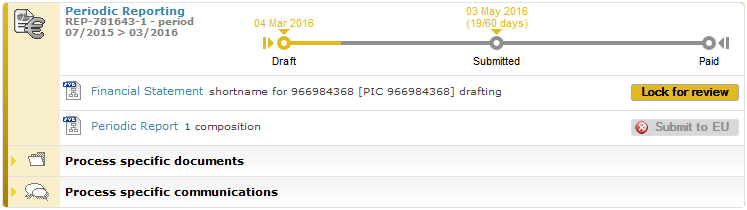 Periodic Reporting
REP-781643-1 - period
07/2015 > 03/2016
04 Mar 2016
03 May 2016
(19/60 days)
Draft
Submitted
Paid
Financial Statement shortname for 966984368 [PIC 966984368] drafting
Lock for review
Periodic Report 1 composition
Submit to EU
Process specific documents
Process specific communications